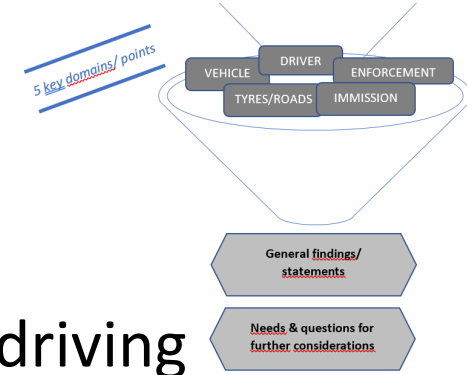 5 key domains/ points
DRIVER
VEHICLE
ENFORCEMENT
TYRES/ROADS
IMMISSION
General findings/
statements
Needs & questions for
further considerations
driving